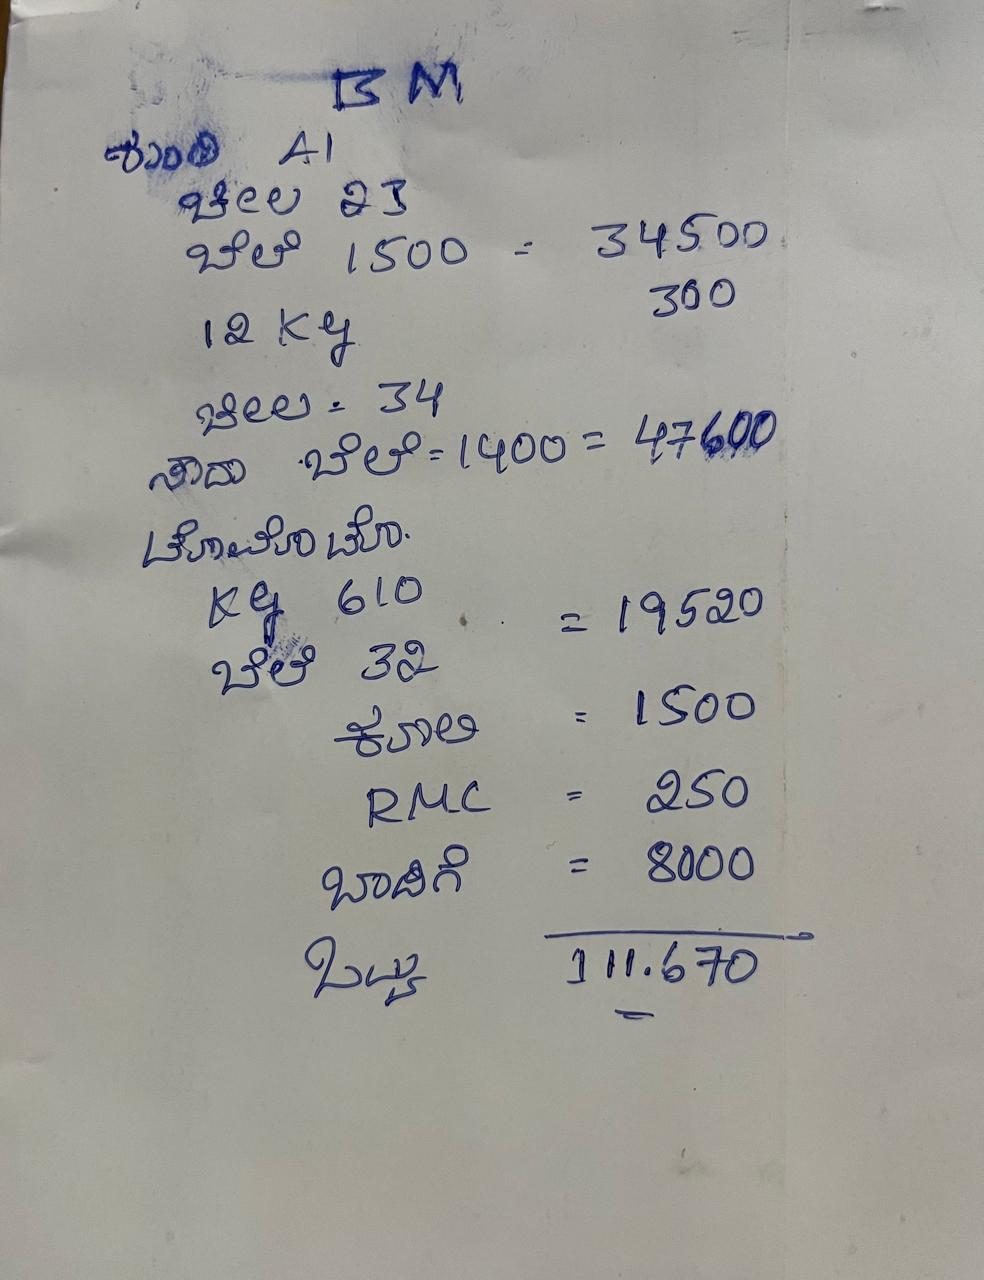 BM
ಶುಂಠಿ A1
ಚೀಲ 23
ಬೆಲೆ 1500 = 34500
12 Kg 300
ಚೀಲ = 34
ಸಾದಾ ಬೆಲೆ = 1400 = 47600
ಟೊಮೊಟೊ.
Kg 610 = 19520
ಬೆಲೆ 32
ಕೂಲಿ = 1500
RMC = 250
ಬಾಡಿಗೆ = 8000
ಒಟ್ಟು 111.670